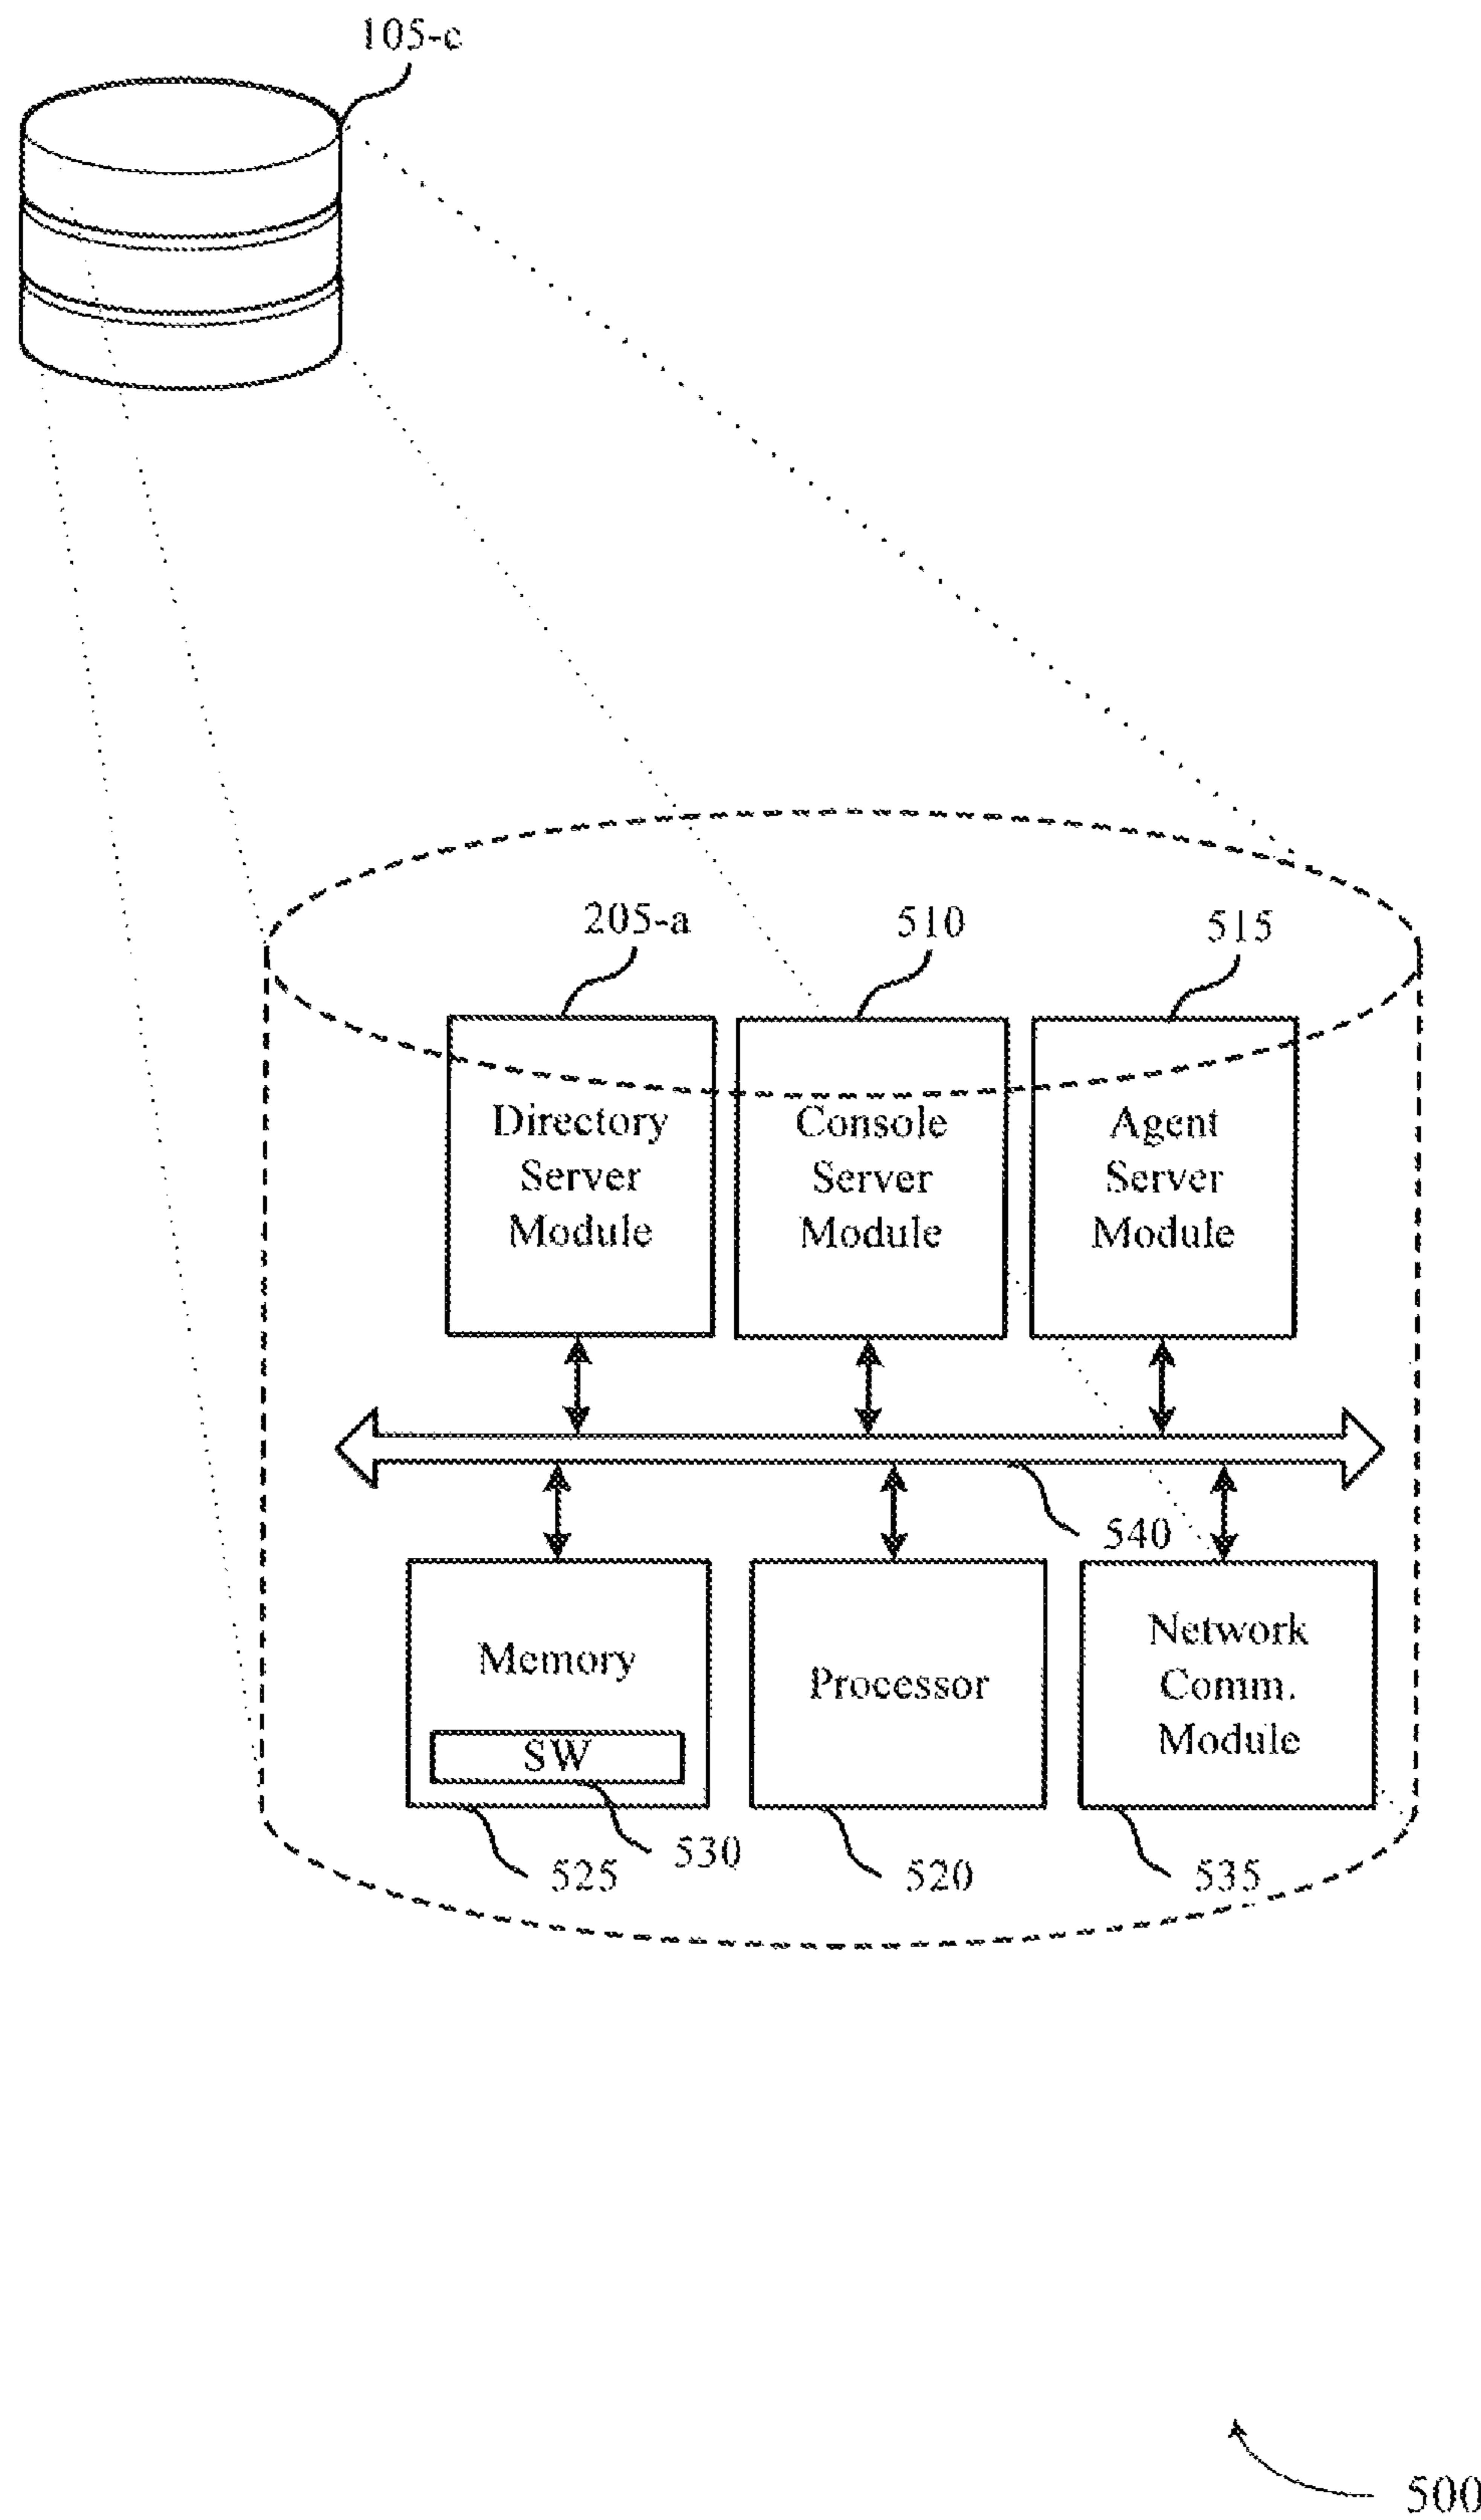 105-c
205-a
510
515
Directory
Server
Module
Console
Server
Module
Agent
Server
Module
540
Memory
SW
Processor
Network
Comm.
Module
530
525
520
535
500